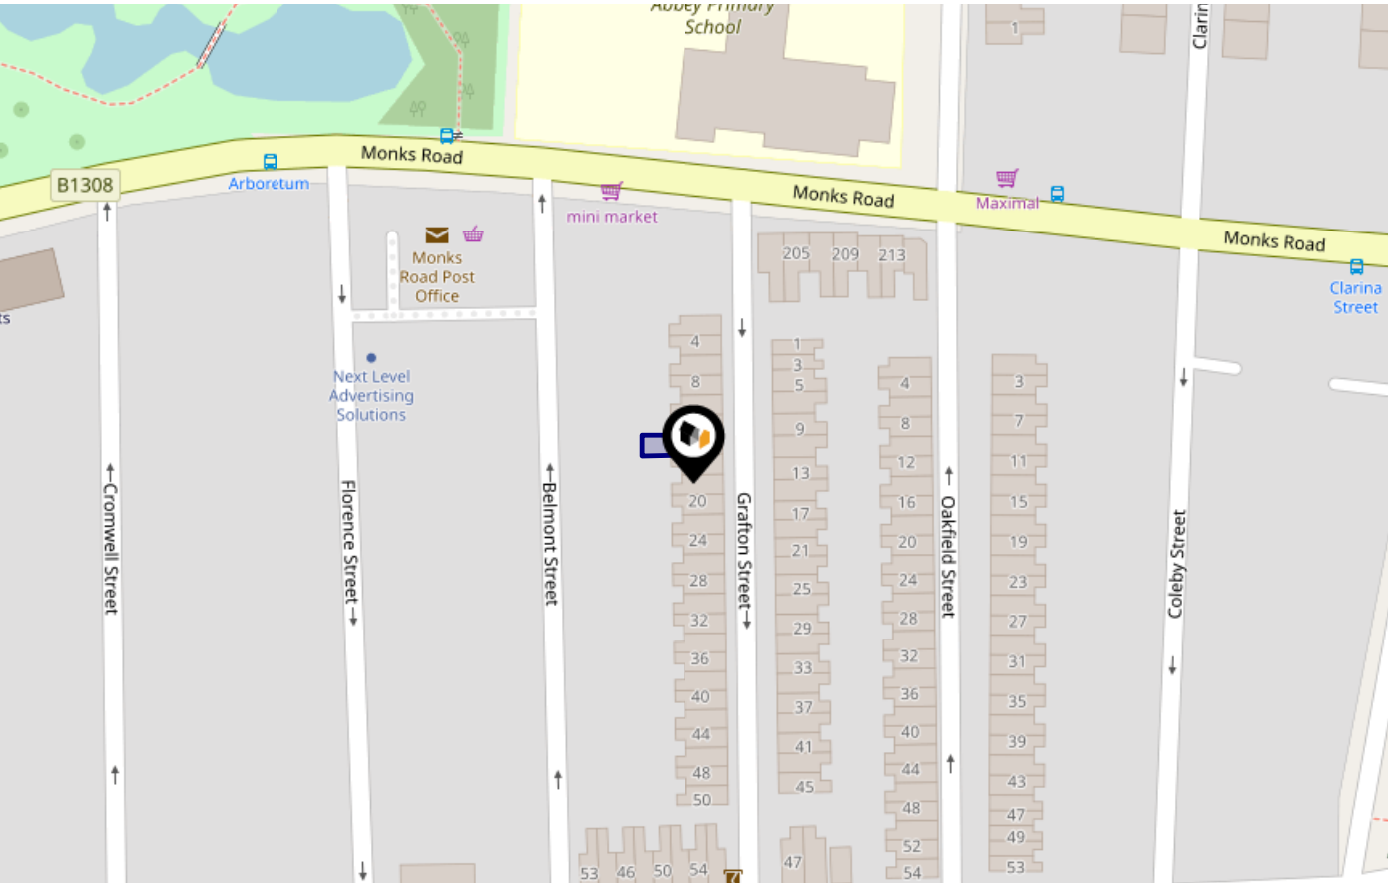 Abbey Primary
School
1
Clarin
Monks Road
B1308
Arboretum
mini market
Monks Road
Maximal
Monks Road
Clarina
Street
Monks
Road Post
Office
205
209
213
ts
Next Level
Advertising
Solutions
4
8
20
24
28
32
36
40
44
48
50
1
3
5
9
13
17
21
25
29
33
37
41
45
4
8
12
16
20
24
28
32
36
40
44
48
52
54
3
7
11
15
19
23
27
31
35
39
43
47
49
53
Cromwell Street
Florence Street
Belmont Street
Grafton Street
Oakfield Street
Coleby Street
53
46
50
54
47